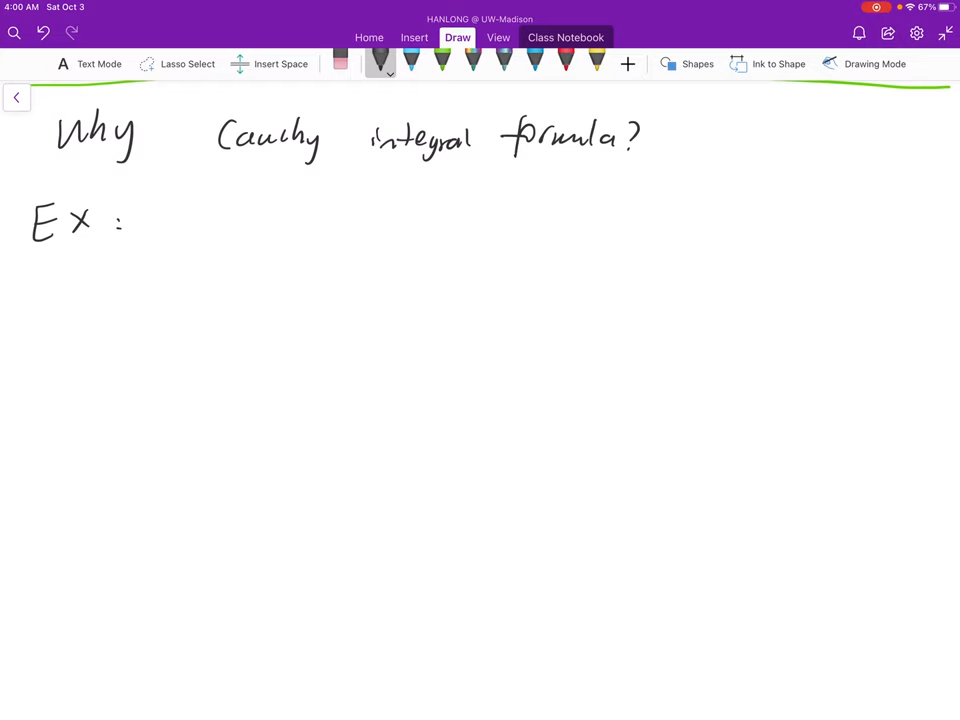 4:00 AM Sat Oct 3
67%
HANLONG @ UW-Madison
Home Insert Draw View Class Notebook
A Text Mode Lasso Select Insert Space Shapes Ink to Shape Drawing Mode
Why Cauchy integral formula?
Ex :